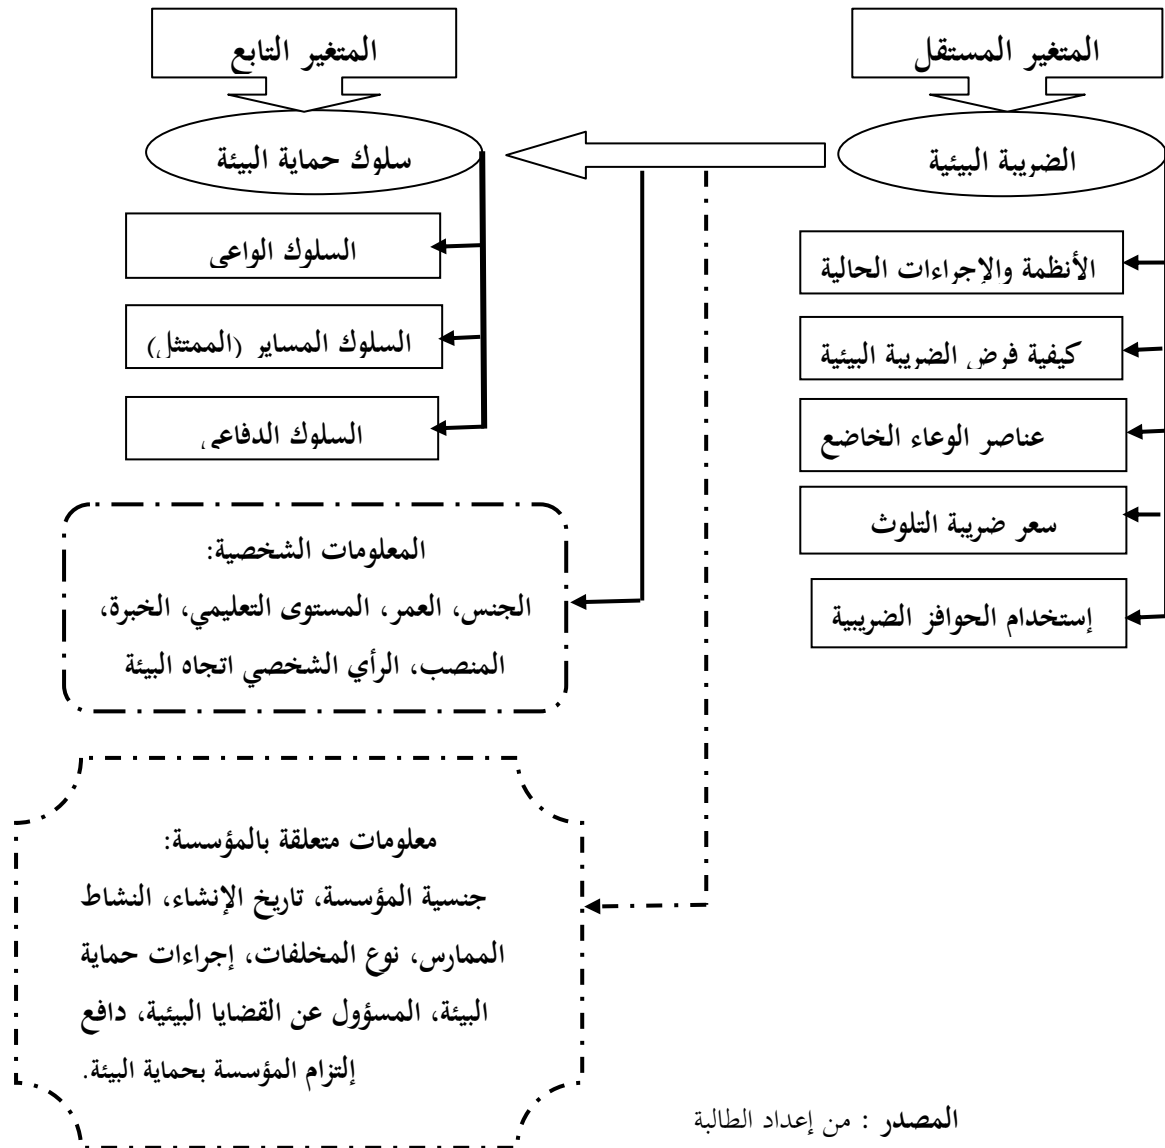 المتغير المستقل
الضريبة البيئية
الأنظمة والإجراءات الحالية
كيفية فرض الضريبة البيئية
عناصر الوعاء الخاضع
سعر ضريبة التلوث
إستخدام الحوافز الضريبية
المتغير التابع
سلوك حماية البيئة
السلوك الواعي
السلوك المساير (الممتثل)
السلوك الدفاعي
المعلومات الشخصية:
الجنس، العمر، المستوى التعليمي، الخبرة،
المنصب، الرأي الشخصي اتجاه البيئة
معلومات متعلقة بالمؤسسة:
جنسية المؤسسة، تاريخ الإنشاء، النشاط
الممارس، نوع المخلفات، إجراءات حماية
البيئة، المسؤول عن القضايا البيئية، دافع
إلتزام المؤسسة بحماية البيئة.
المصدر : من إعداد الطالبة